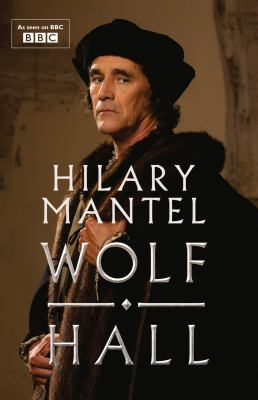 As seen on BBC
BBC
HILARY
MANTEL
WOLF
HALL